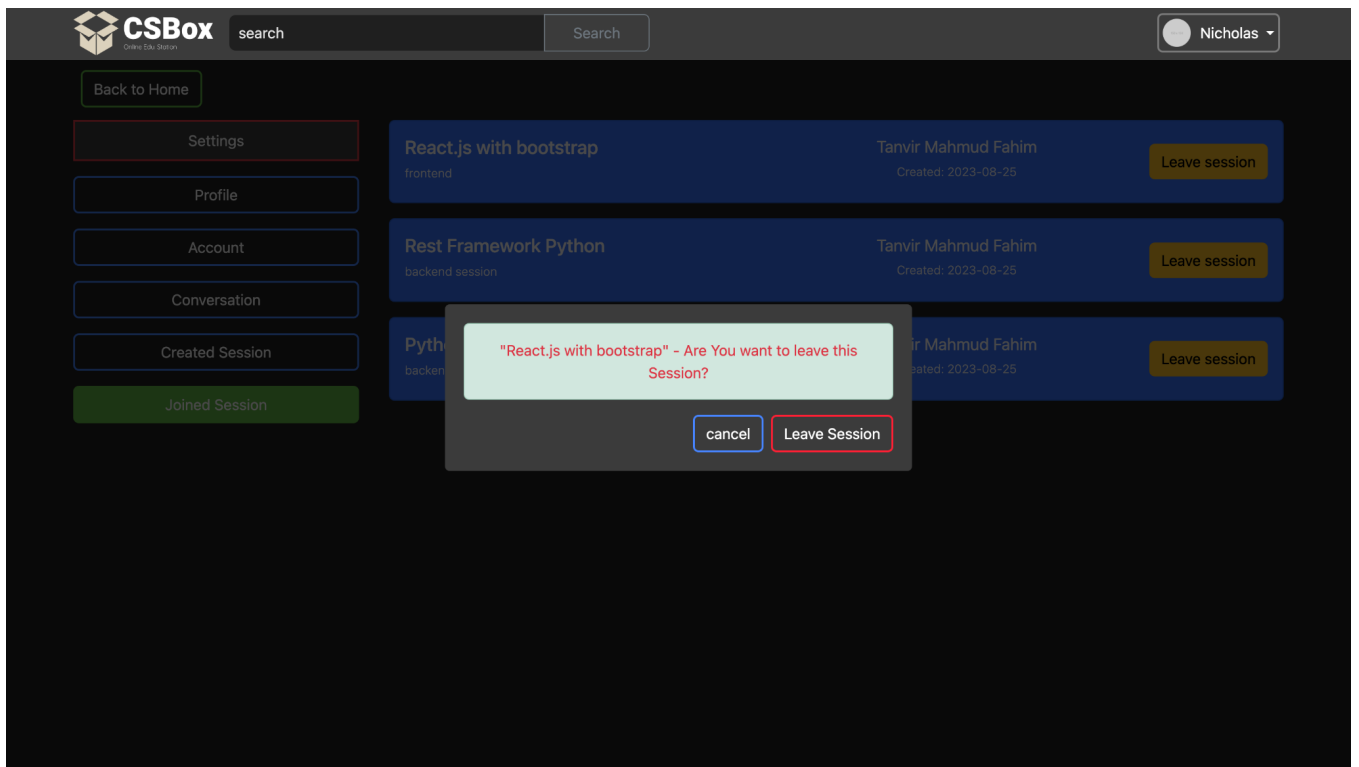 CSBox
Online Edu Station
search
Search
Nicholas
Back to Home
Settings
Profile
Account
Conversation
Created Session
Joined Session
React.js with bootstrap
frontend
Tanvir Mahmud Fahim
Created: 2023-08-25
Leave session
Rest Framework Python
backend session
Tanvir Mahmud Fahim
Created: 2023-08-25
Leave session
Pyth
backen
ir Mahmud Fahim
eated: 2023-08-25
Leave session
"React.js with bootstrap" - Are You want to leave this
Session?
cancel
Leave Session